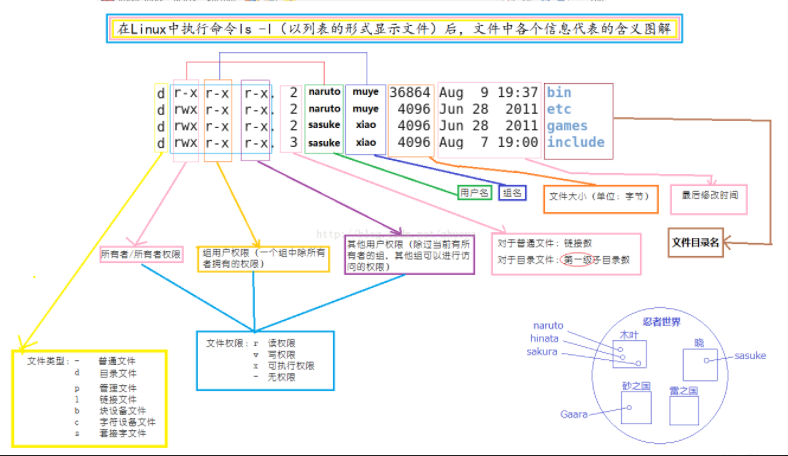 在Linux中执行命令ls -l（以列表的形式显示文件）后，文件中各个信息代表的含义图解
d r-x r-x r-x. 2 naruto muye 36864 Aug 9 19:37 bin
d rwx r-x r-x. 2 naruto muye 4096 Jun 28 2011 etc
d rwx r-x r-x. 2 sasuke xiao 4096 Jun 28 2011 games
d rwx r-x r-x. 3 sasuke xiao 4096 Aug 7 19:00 include
用户名
组名
文件大小（单位：字节）
最后修改时间
文件目录名
所有者/所有者权限
组用户权限（一个组中除所有
者拥有的权限）
其他用户权限（除过当前有所
有者的组，其他组可以进行访
问的权限）
对于普通文件：链接数
对于目录文件：第一级子目录数
文件权限：r 读权限
w 写权限
x 可执行权限
- 无权限
文件类型：- 普通文件
d 目录文件
p 管理文件
l 链接文件
b 块设备文件
c 字符设备文件
s 套接字文件
忍者世界
naruto
hinata
sakura
木叶
晓
sasuke
砂之国
雷之国
Gaara